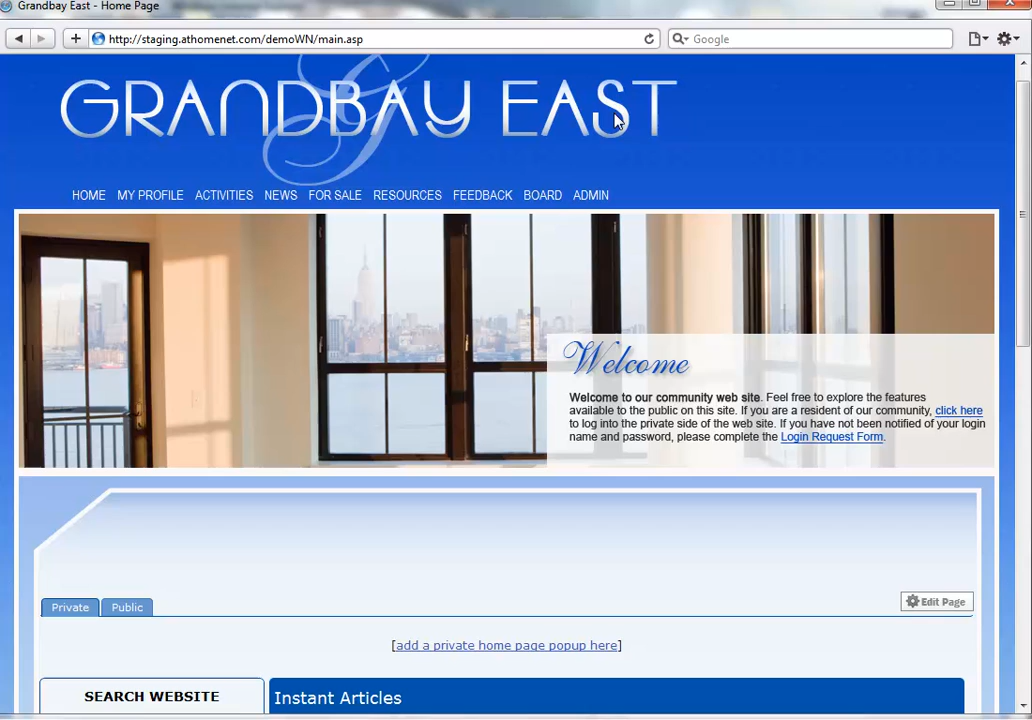 Grandbay East - Home Page
http://staging.athomenet.com/demoWN/main.asp
Google
GRANDBAY EAST
G
HOME MY PROFILE ACTIVITIES NEWS FOR SALE RESOURCES FEEDBACK BOARD ADMIN
Welcome
Welcome to our community web site. Feel free to explore the features
available to the public on this site. If you are a resident of our community, click here
to log into the private side of the web site. If you have not been notified of your login
name and password, please complete the Login Request Form.
Private Public
Edit Page
[add a private home page popup here]
SEARCH WEBSITE
Instant Articles